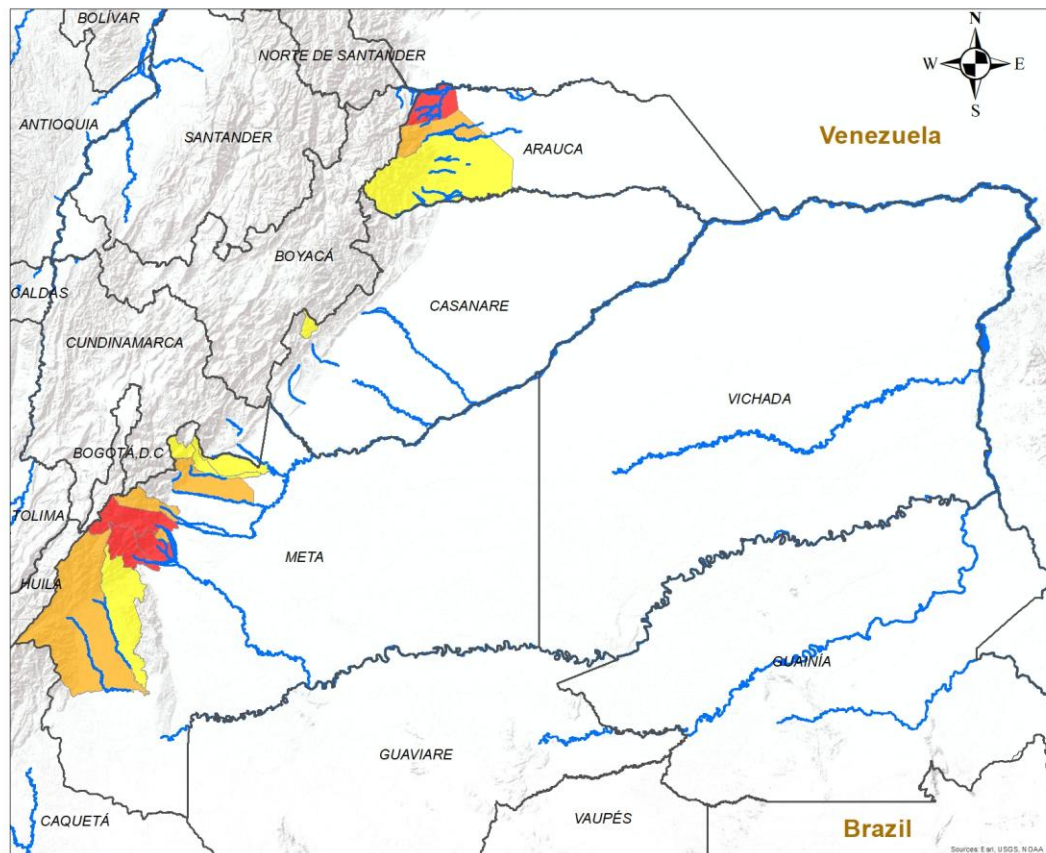 BOLÍVAR
N
NORTE DE SANTANDER
W
E
S
ANTIOQUIA
SANTANDER
Venezuela
ARAUCA
BOYACÁ
CALDAS
CASANARE
CUNDINAMARCA
VICHADA
BOGOTÁ,D.C
TOLIMA
META
HUILA
GUAINÍA
GUAVIARE
CAQUETÁ
VAUPÉS
Brazil
Sources: Esri, USGS, NOAA